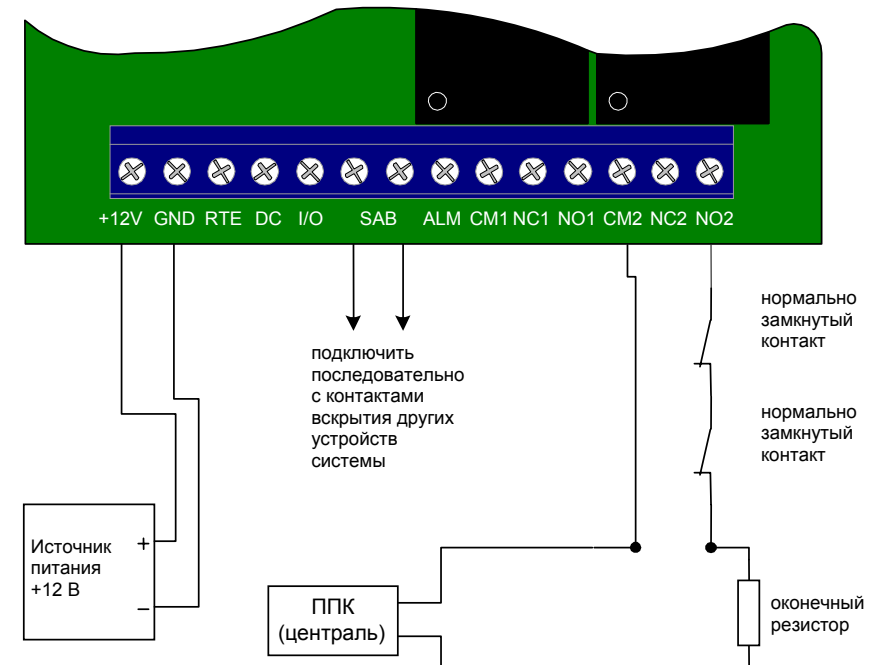 +12V GND RTE DC I/O SAB ALM CM1 NC1 NO1 CM2 NC2 NO2
нормально
замкнутый
контакт
подключить
последовательно
с контактами
вскрытия других
устройств
системы
нормально
замкнутый
контакт
Источник
питания
+12 В
+
−
ППК
(централь)
оконечный
резистор